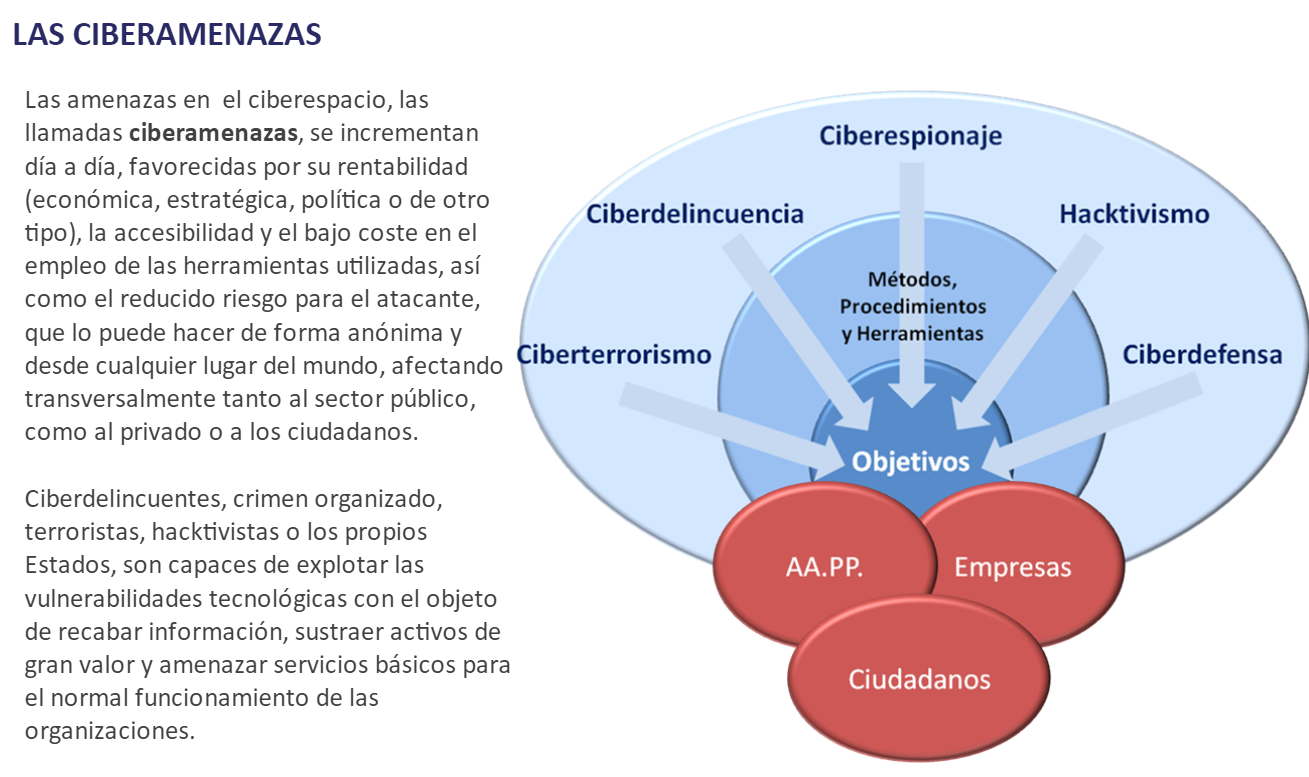 LAS CIBERAMENAZAS
Las amenazas en  el ciberespacio, las
llamadas ciberamenazas, se incrementan
día a día, favorecidas por su rentabilidad
(económica, estratégica, política o de otro
tipo), la accesibilidad y el bajo coste en el
empleo de las herramientas utilizadas, así
como el reducido riesgo para el atacante,
que lo puede hacer de forma anónima y
desde cualquier lugar del mundo, afectando
transversalmente tanto al sector público,
como al privado o a los ciudadanos.
Ciberdelincuentes, crimen organizado,
terroristas, hacktivistas o los propios
Estados, son capaces de explotar las
vulnerabilidades tecnológicas con el objeto
de recabar información, sustraer activos de
gran valor y amenazar servicios básicos para
el normal funcionamiento de las
organizaciones.
Ciberespionaje
Ciberdelincuencia
Hacktivismo
Métodos,
Procedimientos
y Herramientas
Ciberterrorismo
Ciberdefensa
Objetivos
AA.PP.
Empresas
Ciudadanos